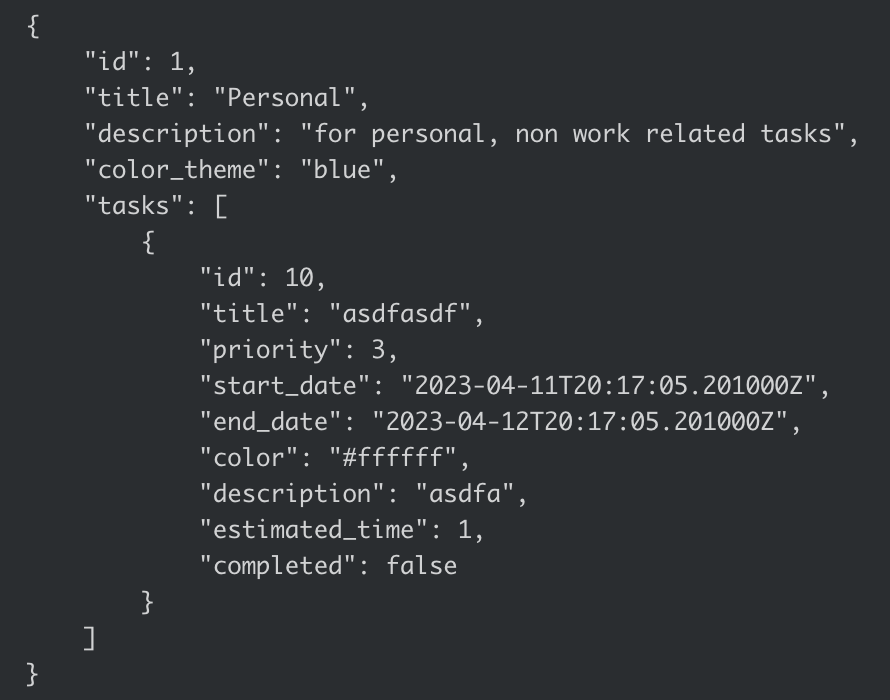 {
    "id": 1,
    "title": "Personal",
    "description": "for personal, non work related tasks",
    "color_theme": "blue",
    "tasks": [
        {
            "id": 10,
            "title": "asdfasdf",
            "priority": 3,
            "start_date": "2023-04-11T20:17:05.201000Z",
            "end_date": "2023-04-12T20:17:05.201000Z",
            "color": "#ffffff",
            "description": "asdfa",
            "estimated_time": 1,
            "completed": false
        }
    ]
}